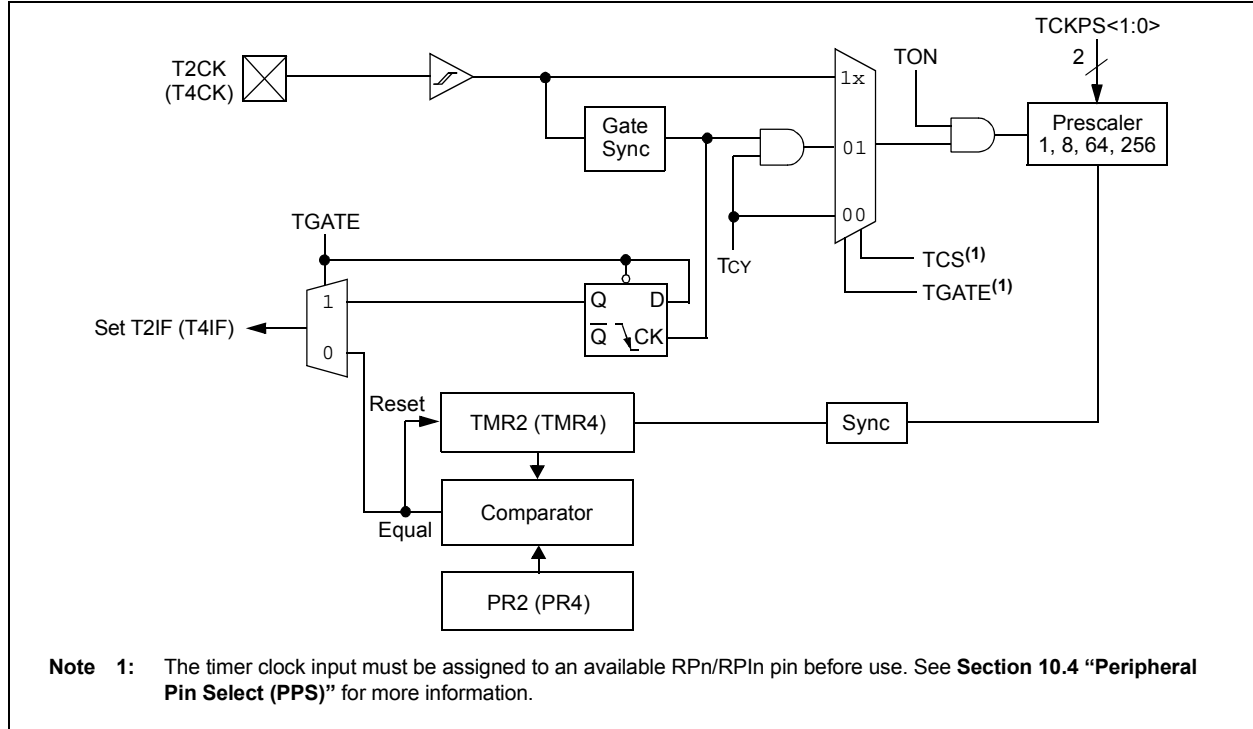 TCKPS<1:0>
2
T2CK
(T4CK)
TON
1x
Gate
Sync
Prescaler
1, 8, 64, 256
01
00
TGATE
TCY
TCS(1)
TGATE(1)
1
Q
D
Set T2IF (T4IF)
Q
CK
0
Reset
TMR2 (TMR4)
Sync
Equal
Comparator
PR2 (PR4)
Note 1: The timer clock input must be assigned to an available RPn/RPIn pin before use. See Section 10.4 “Peripheral
Pin Select (PPS)” for more information.